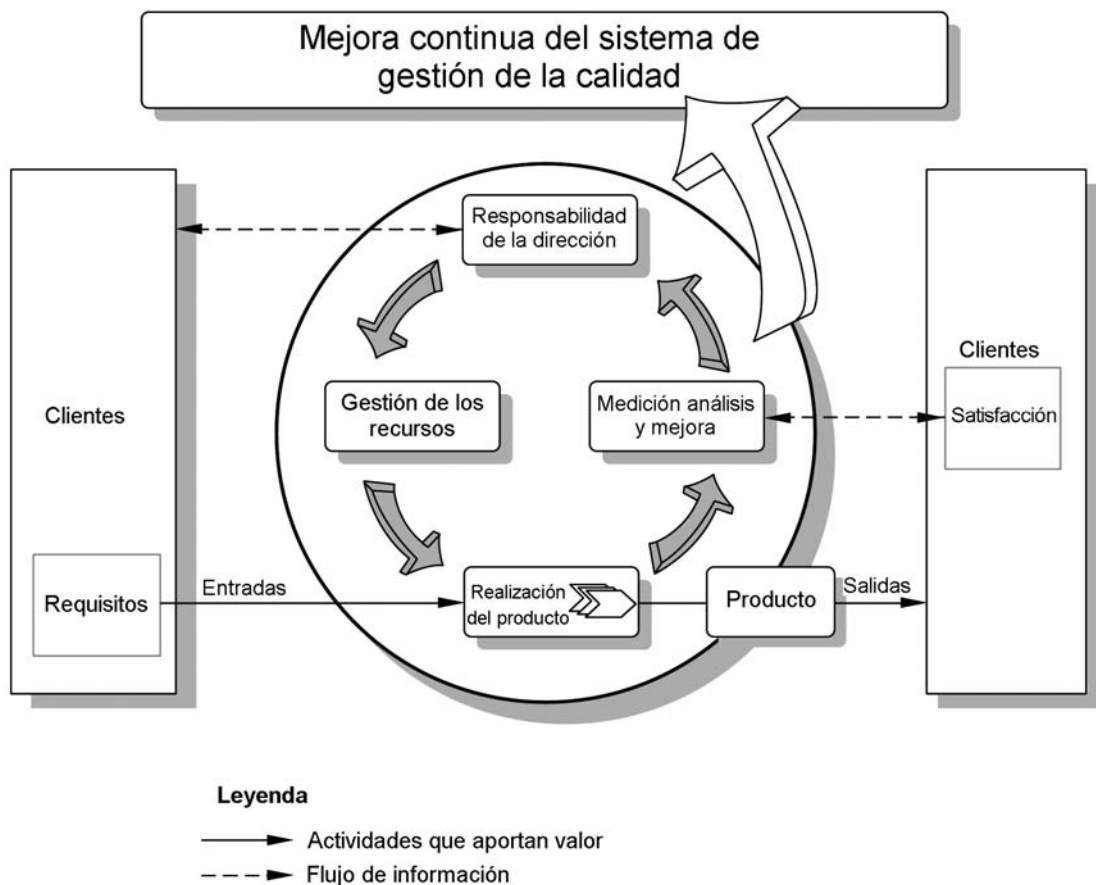 Mejora continua del sistema de
gestión de la calidad
Responsabilidad
de la dirección
Clientes
Gestión de los
recursos
Medición análisis
y mejora
Clientes
Satisfacción
Requisitos
Entradas
Realización
del producto
Producto
Salidas
Leyenda
Actividades que aportan valor
Flujo de información